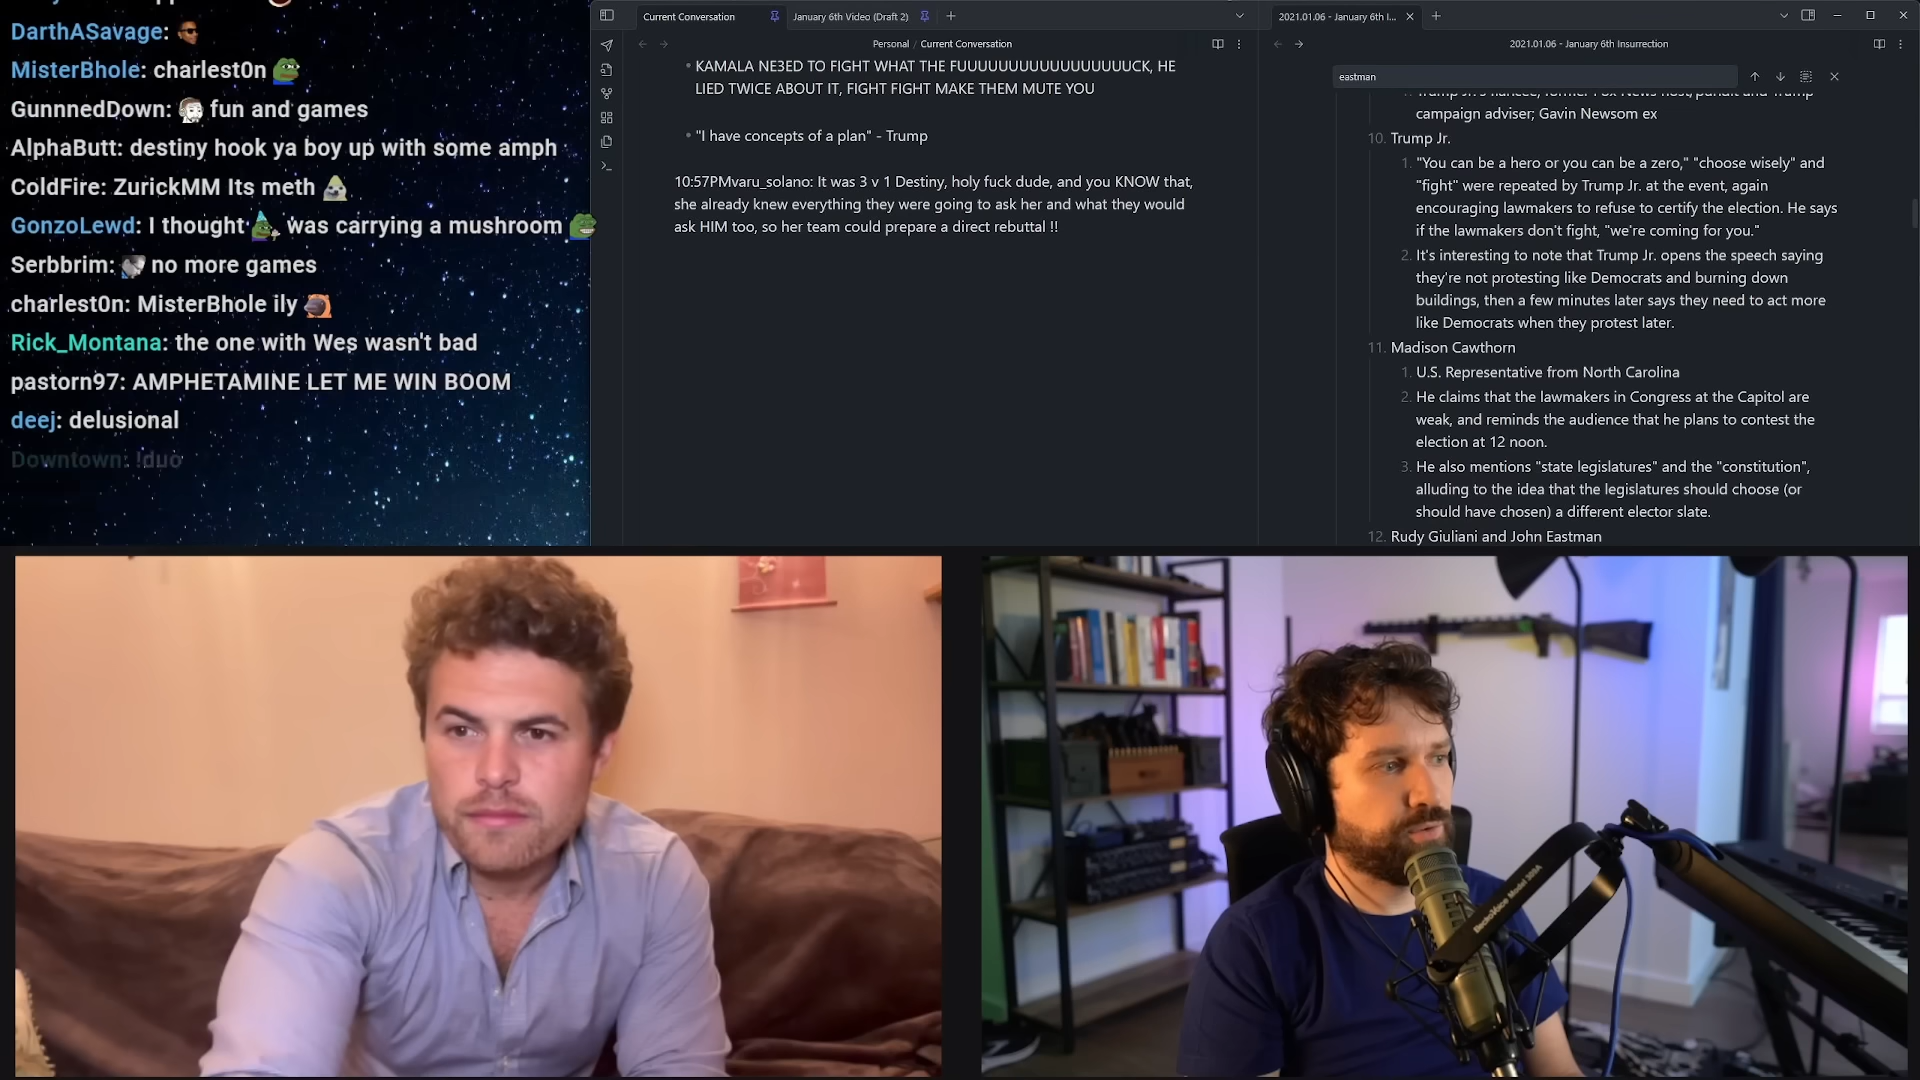 DarthASavage:
MisterBhole: charlest0n
GunnnedDown: fun and games
AlphaButt: destiny hook ya boy up with some amph
ColdFire: ZurickMM Its meth
GonzoLewd: I thought was carrying a mushroom
Serbbrim: no more games
charlest0n: MisterBhole ily
Rick_Montana: the one with Wes wasn't bad
pastorn97: AMPHETAMINE LET ME WIN BOOM
deej: delusional
Downtown: !duo
Current Conversation
January 6th Video (Draft 2)
Personal / Current Conversation
KAMALA NE3ED TO FIGHT WHAT THE FUUUUUUUUUUUUUUUUUCK, HE
LIED TWICE ABOUT IT, FIGHT FIGHT MAKE THEM MUTE YOU
"I have concepts of a plan" - Trump
10:57PMvaru_solano: It was 3 v 1 Destiny, holy fuck dude, and you KNOW that,
she already knew everything they were going to ask her and what they would
ask HIM too, so her team could prepare a direct rebuttal !!
2021.01.06 - January 6th I...
2021.01.06 - January 6th Insurrection
eastman
1. Trump Jr.'s fiancee, former Fox News host/pundit and Trump
campaign adviser; Gavin Newsom ex
10. Trump Jr.
1. "You can be a hero or you can be a zero," "choose wisely" and
"fight" were repeated by Trump Jr. at the event, again
encouraging lawmakers to refuse to certify the election. He says
if the lawmakers don't fight, "we're coming for you."
2. It's interesting to note that Trump Jr. opens the speech saying
they're not protesting like Democrats and burning down
buildings, then a few minutes later says they need to act more
like Democrats when they protest later.
11. Madison Cawthorn
1. U.S. Representative from North Carolina
2. He claims that the lawmakers in Congress at the Capitol are
weak, and reminds the audience that he plans to contest the
election at 12 noon.
3. He also mentions "state legislatures" and the "constitution",
alluding to the idea that the legislatures should choose (or
should have chosen) a different elector slate.
12. Rudy Giuliani and John Eastman